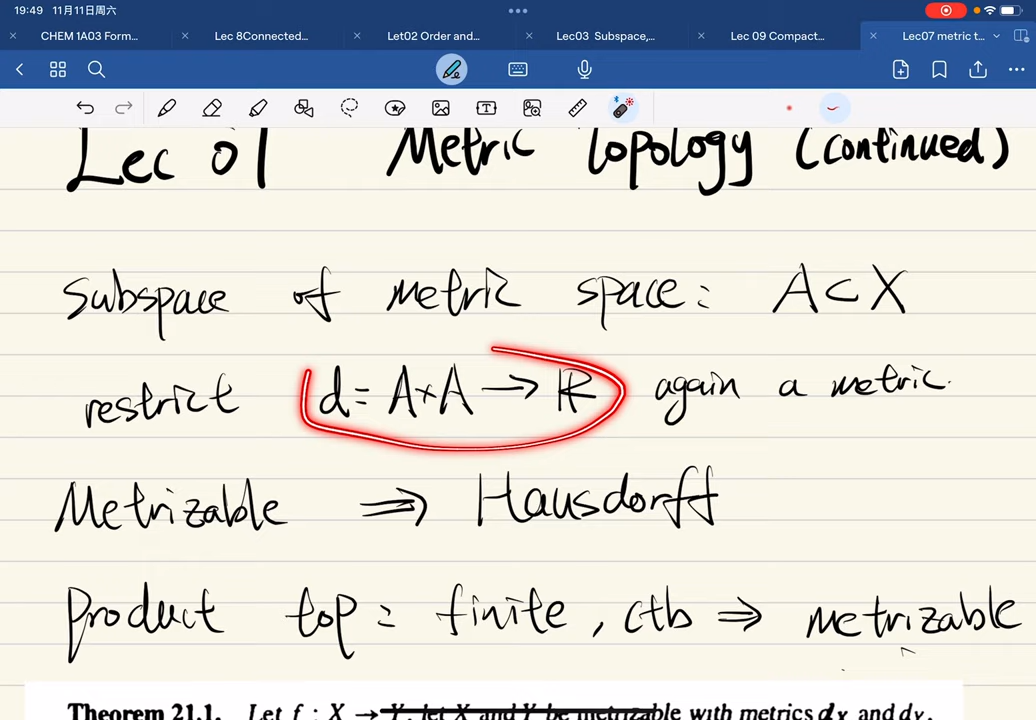 19:49 11月11日周六
CHEM 1A03 Form... Lec 8Connected... Let02 Order and... Lec03 Subspace,... Lec 09 Compact... Lec07 metric t...
Lec 07 Metric Topology (continued)
Subspace of metric space: A⊂X
restrict d= A×A → ℝ again a metric.
Metrizable ⇒ Hausdorff
Product top: finite, ctb ⇒ metrizable
Theorem 21.1. Let f : X → Y, let X and Y be metrizable with metrics dX and dY,